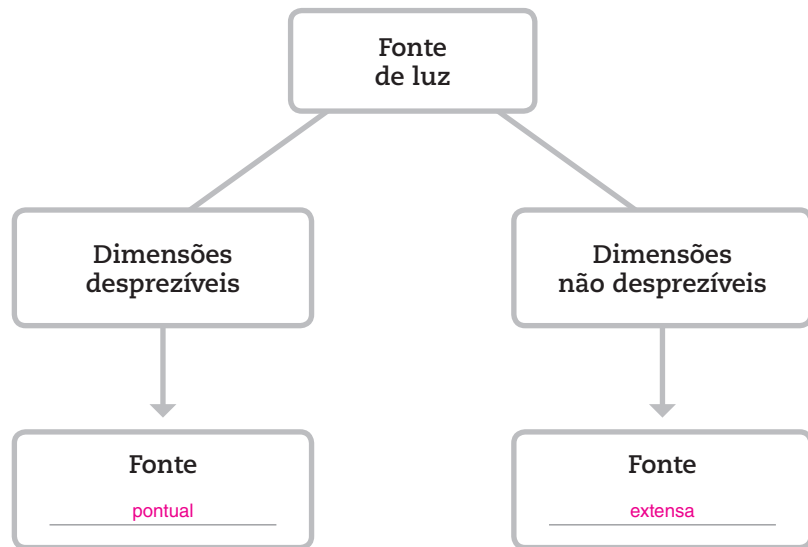 Fonte
de luz
Dimensões
desprezíveis
Dimensões
não desprezíveis
Fonte
pontual
Fonte
extensa